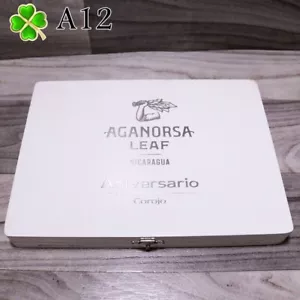 A12
AGANORSA
LEAF
NICARAGUA
Aniversario
Corojo